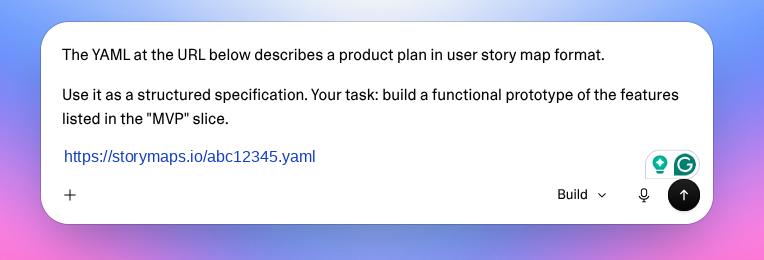 The YAML at the URL below describes a product plan in user story map format.
Use it as a structured specification. Your task: build a functional prototype of the features
listed in the "MVP" slice.
https://storymaps.io/abc12345.yaml
Build